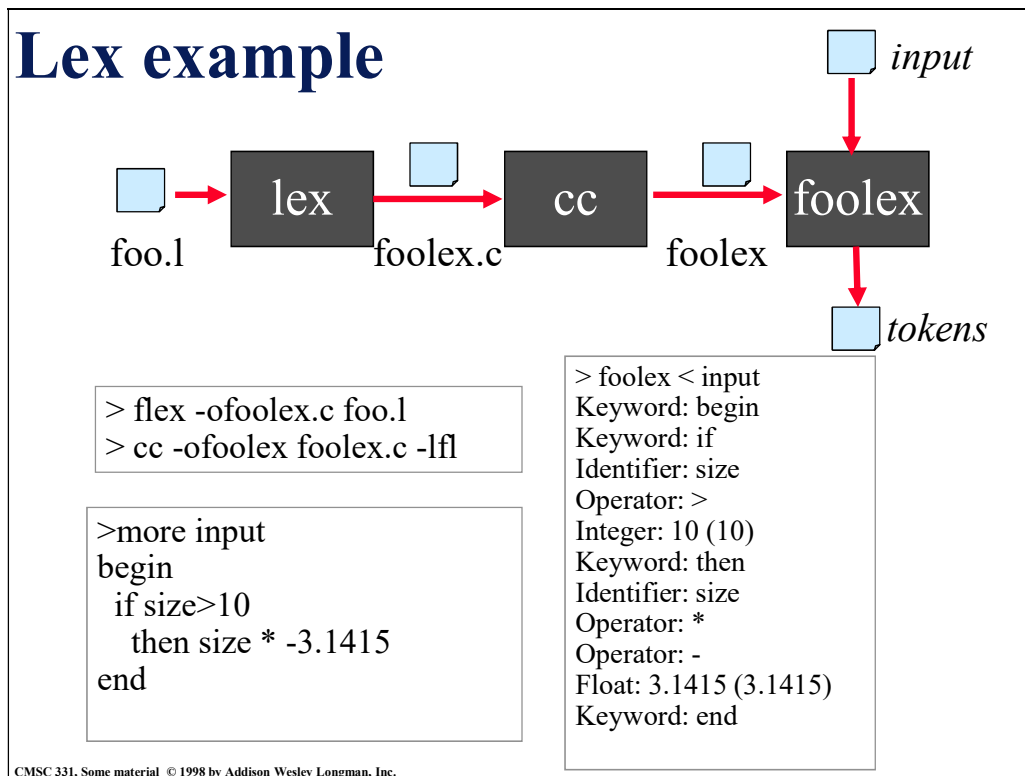 Lex example
input
lex
cc
foolex
foo.l
foolex.c
foolex
tokens
> flex -ofoolex.c foo.l
> cc -ofoolex foolex.c -lfl
>more input
begin
if size>10
then size * -3.1415
end
> foolex < input
Keyword: begin
Keyword: if
Identifier: size
Operator: >
Integer: 10 (10)
Keyword: then
Identifier: size
Operator: *
Operator: -
Float: 3.1415 (3.1415)
Keyword: end
CMSC 331, Some material © 1998 by Addison Wesley Longman, Inc.